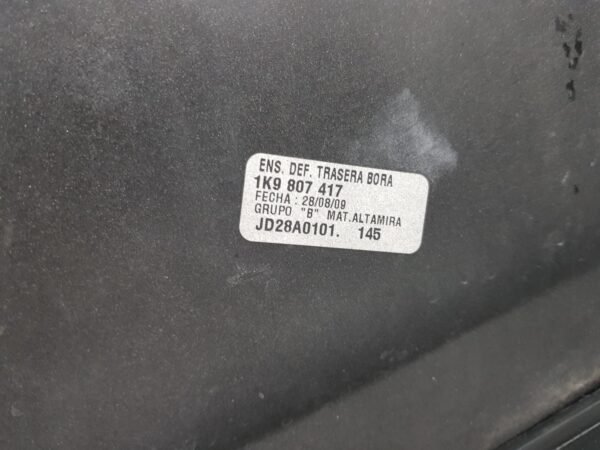 ENS. DEF. TRASERA BORA
1K9 807 417
FECHA : 28/08/09
GRUPO "B" MAT.ALTAMIRA
JD28A0101. 145